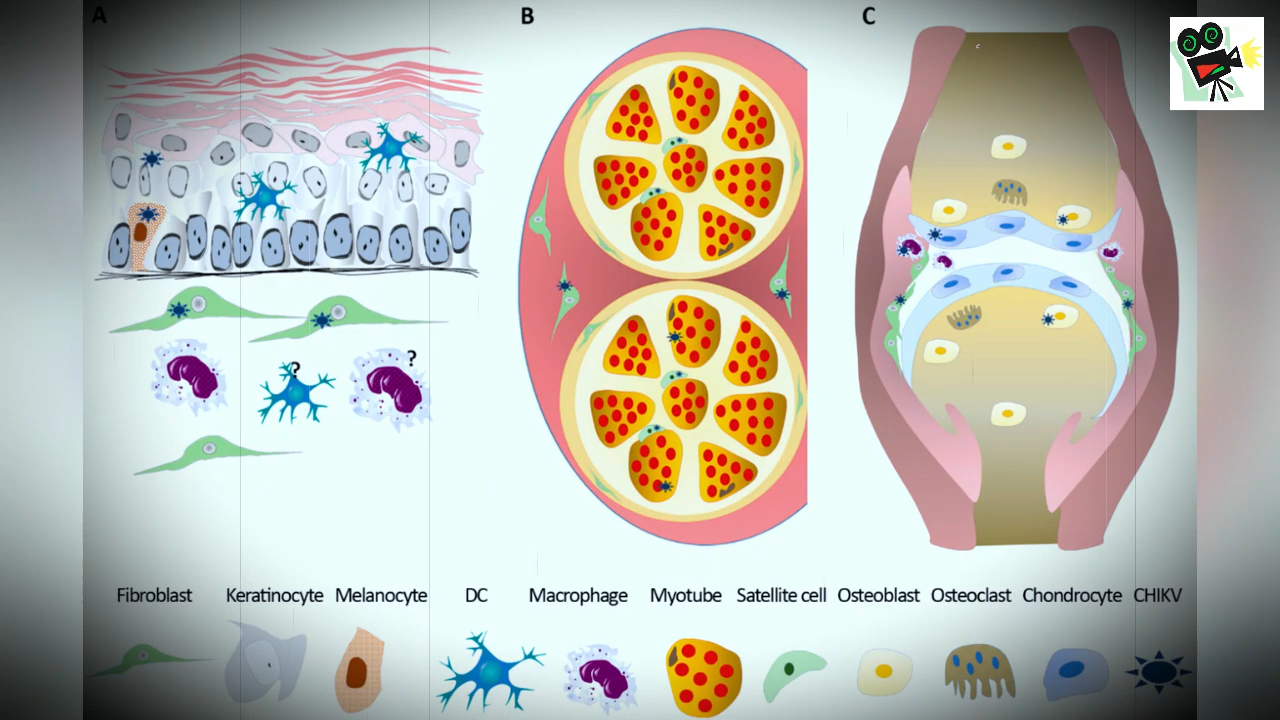 A
B
C
c
?
?
Fibroblast Keratinocyte Melanocyte DC Macrophage Myotube Satellite cell Osteoblast Osteoclast Chondrocyte CHIKV